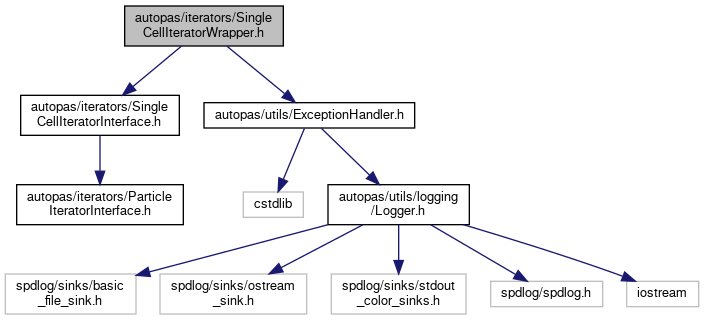 autopas/iterators/Single
CellIteratorWrapper.h
autopas/iterators/Single
CellIteratorInterface.h
autopas/utils/ExceptionHandler.h
autopas/iterators/Particle
IteratorInterface.h
cstdlib
autopas/utils/logging
/Logger.h
spdlog/sinks/basic
_file_sink.h
spdlog/sinks/ostream
_sink.h
spdlog/sinks/stdout
_color_sinks.h
spdlog/spdlog.h
iostream